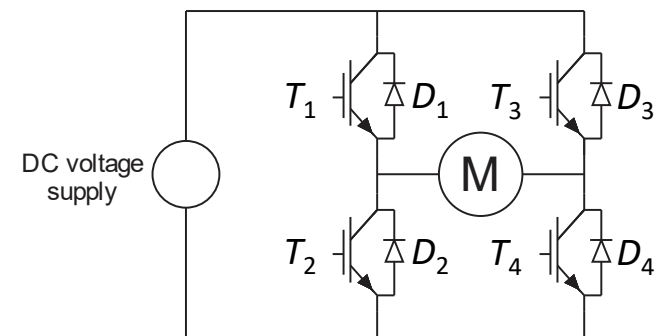 T₁ D₁ T₃ D₃
DC voltage
supply
M
T₂ D₂ T₄ D₄